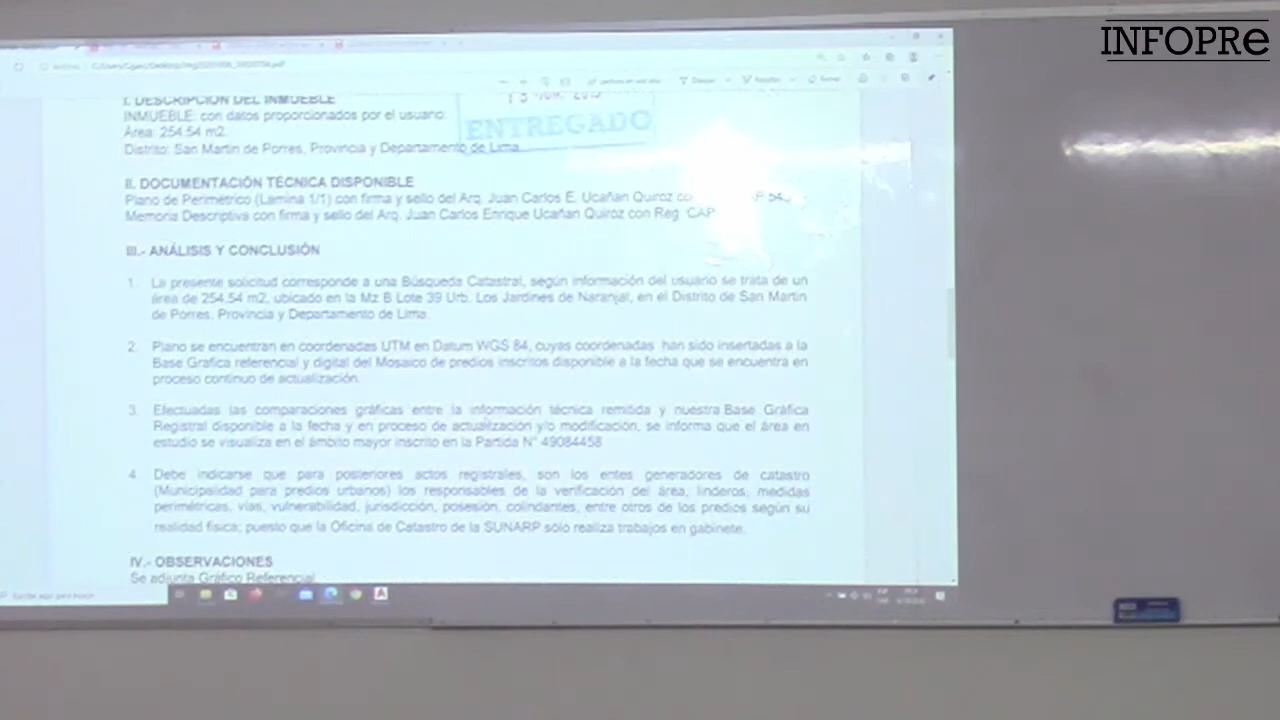 INFOPRe
I. DESCRIPCIÓN DEL INMUEBLE
INMUEBLE: con datos proporcionados por el usuario:
Área: 254.54 m2.
Distrito: San Martin de Porres, Provincia y Departamento de Lima.
ENTREGADO
II. DOCUMENTACIÓN TÉCNICA DISPONIBLE
Plano de Perimétrico (Lamina 1/1) con firma y sello del Arq. Juan Carlos E. Ucañan Quiroz
Memoria Descriptiva con firma y sello del Arq. Juan Carlos Enrique Ucañan Quiroz con Reg. CAP
III.- ANÁLISIS Y CONCLUSIÓN
1. La presente solicitud corresponde a una Búsqueda Catastral, según información del usuario se trata de un
área de 254.54 m2, ubicado en la Mz B Lote 39 Urb. Los Jardines de Naranjal, en el Distrito de San Martin
de Porres, Provincia y Departamento de Lima.
2. Plano se encuentran en coordenadas UTM en Datum WGS 84, cuyas coordenadas han sido insertadas a la
Base Grafica referencial y digital del Mosaico de predios inscritos disponible a la fecha que se encuentra en
proceso continuo de actualización.
3. Efectuadas las comparaciones gráficas entre la información técnica remitida y nuestra Base Gráfica
Registral disponible a la fecha y en proceso de actualización y/o modificación, se informa que el área en
estudio se visualiza en el ámbito mayor inscrito en la Partida N° 49084458
4. Debe indicarse que para posteriores actos registrales, son los entes generadores de catastro
(Municipalidad para predios urbanos) los responsables de la verificación del área, linderos, medidas
perimétricas, vías, vulnerabilidad, jurisdicción, posesión, colindantes, entre otros de los predios según su
realidad física; puesto que la Oficina de Catastro de la SUNARP sólo realiza trabajos en gabinete.
IV.- OBSERVACIONES
Se adjunta Gráfico Referencial